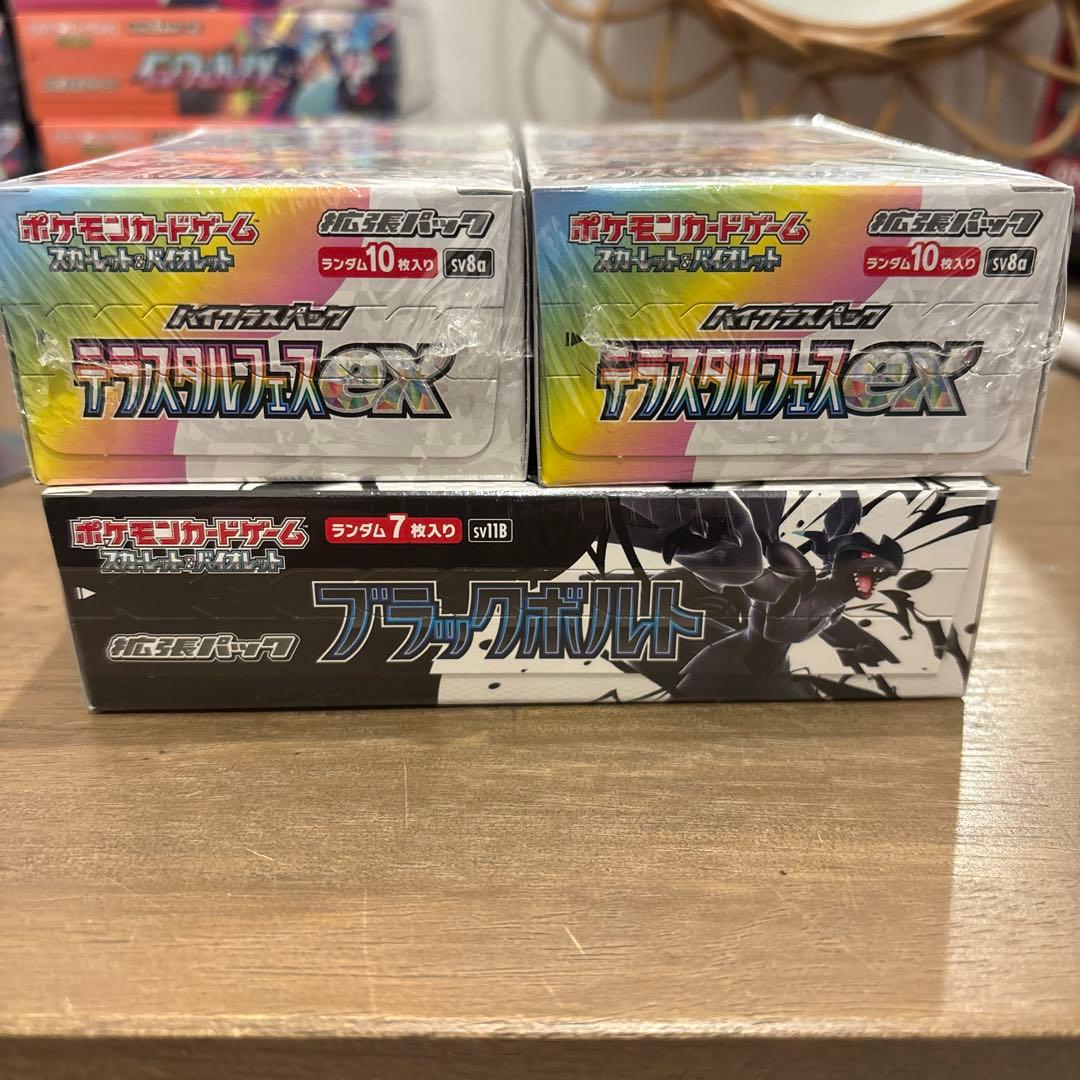 ポケモンカードゲーム
スカーレット&バイオレット
拡張パック
ランダム10枚入り
sv8a
ハイクラスパック
テラスタルフェスex
ポケモンカードゲーム
スカーレット&バイオレット
拡張パック
ランダム10枚入り
sv8a
ハイクラスパック
テラスタルフェスex
ポケモンカードゲーム
スカーレット&バイオレット
ランダム7枚入り
SV11B
ブラックボルト
拡張パック